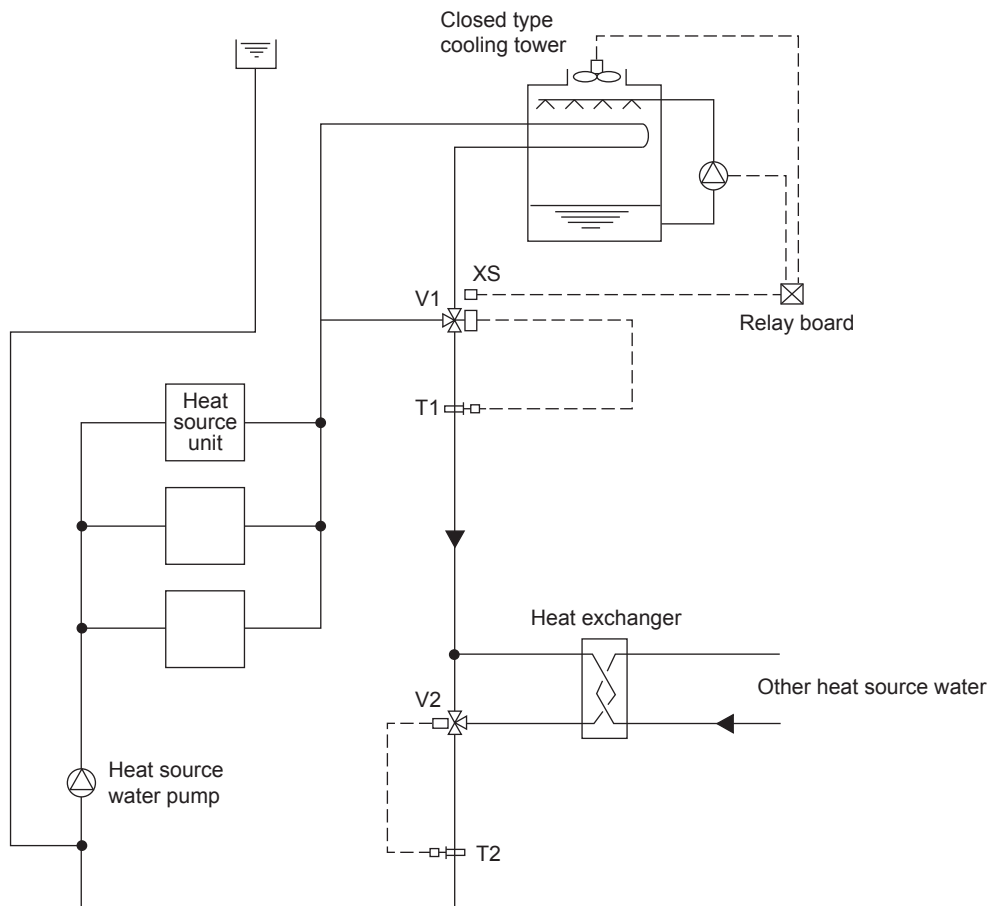 Closed type
cooling tower
XS
V1
Relay board
T1
Heat
source
unit
Heat exchanger
Other heat source water
V2
Heat source
water pump
T2